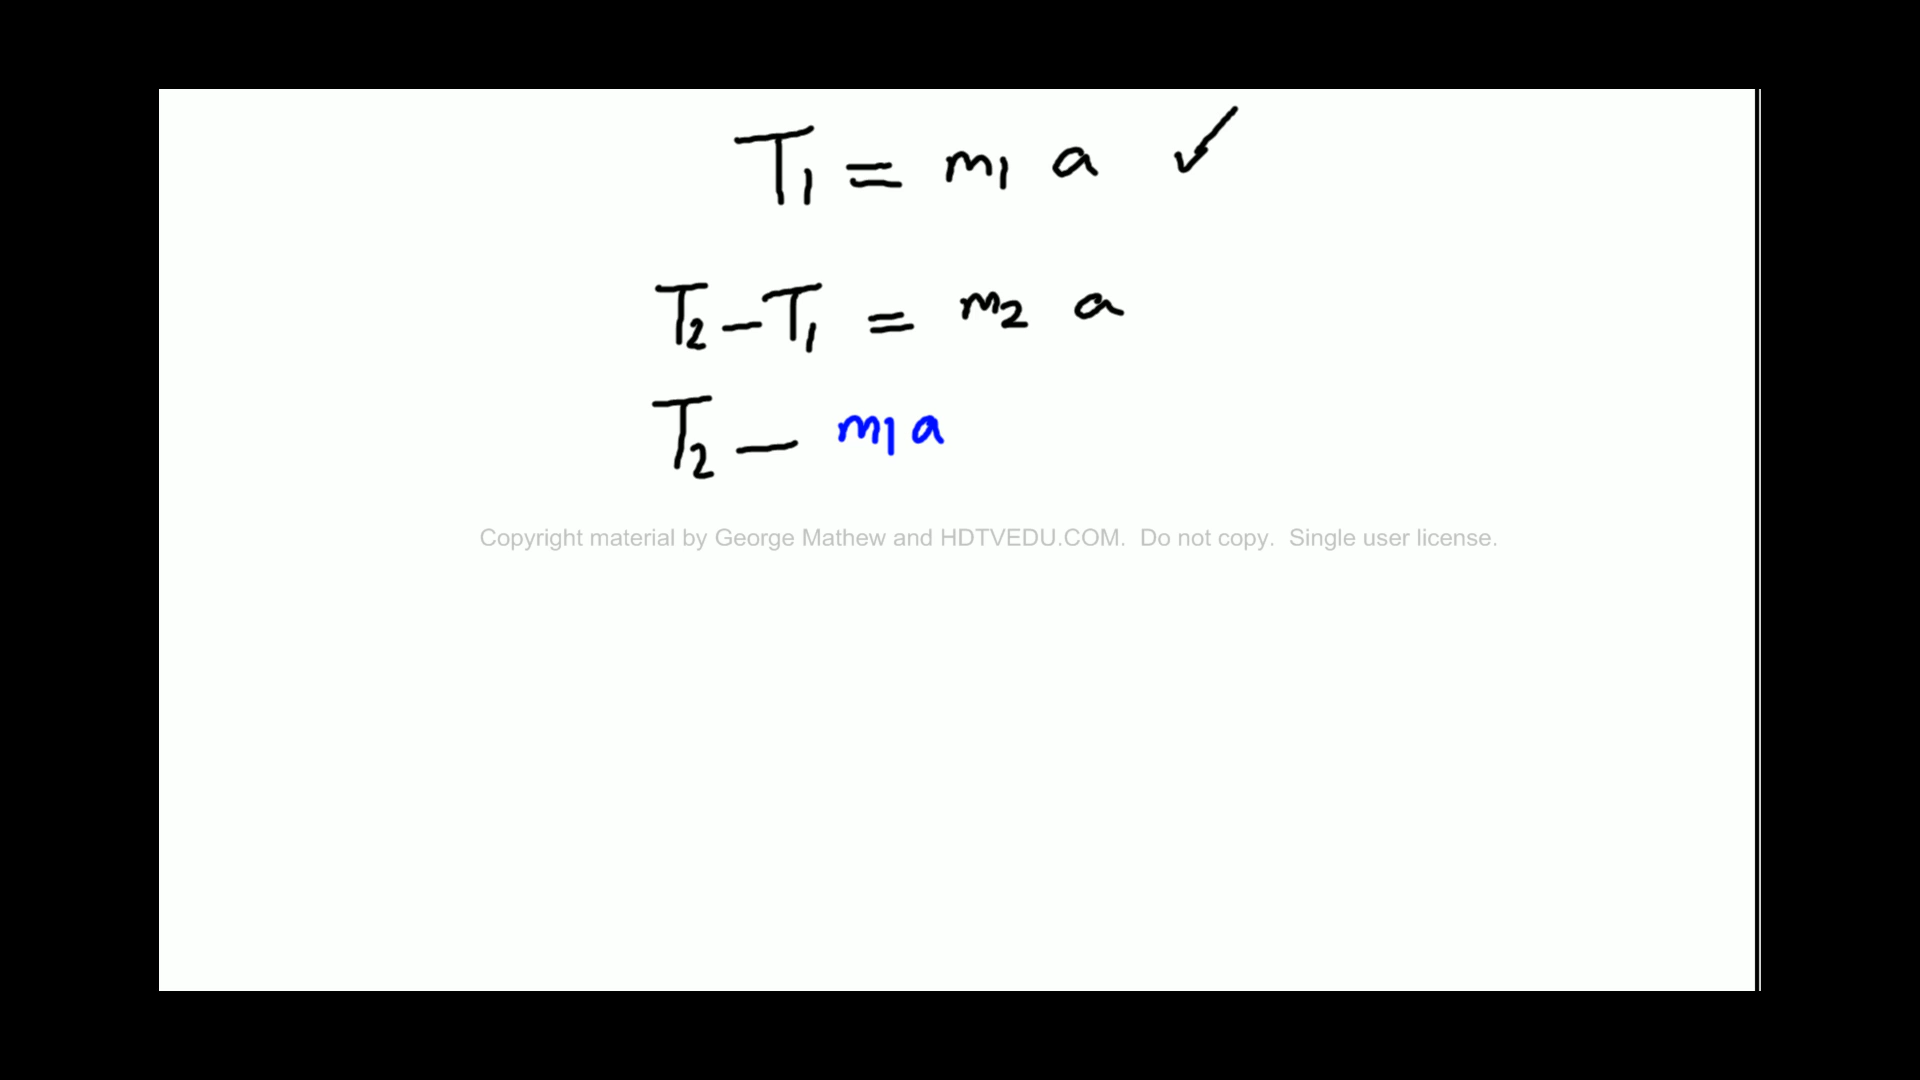 T₁ = m₁ a ✓
T₂ - T₁ = m₂ a
T₂ - m₁a
Copyright material by George Mathew and HDTVEDU.COM. Do not copy. Single user license.